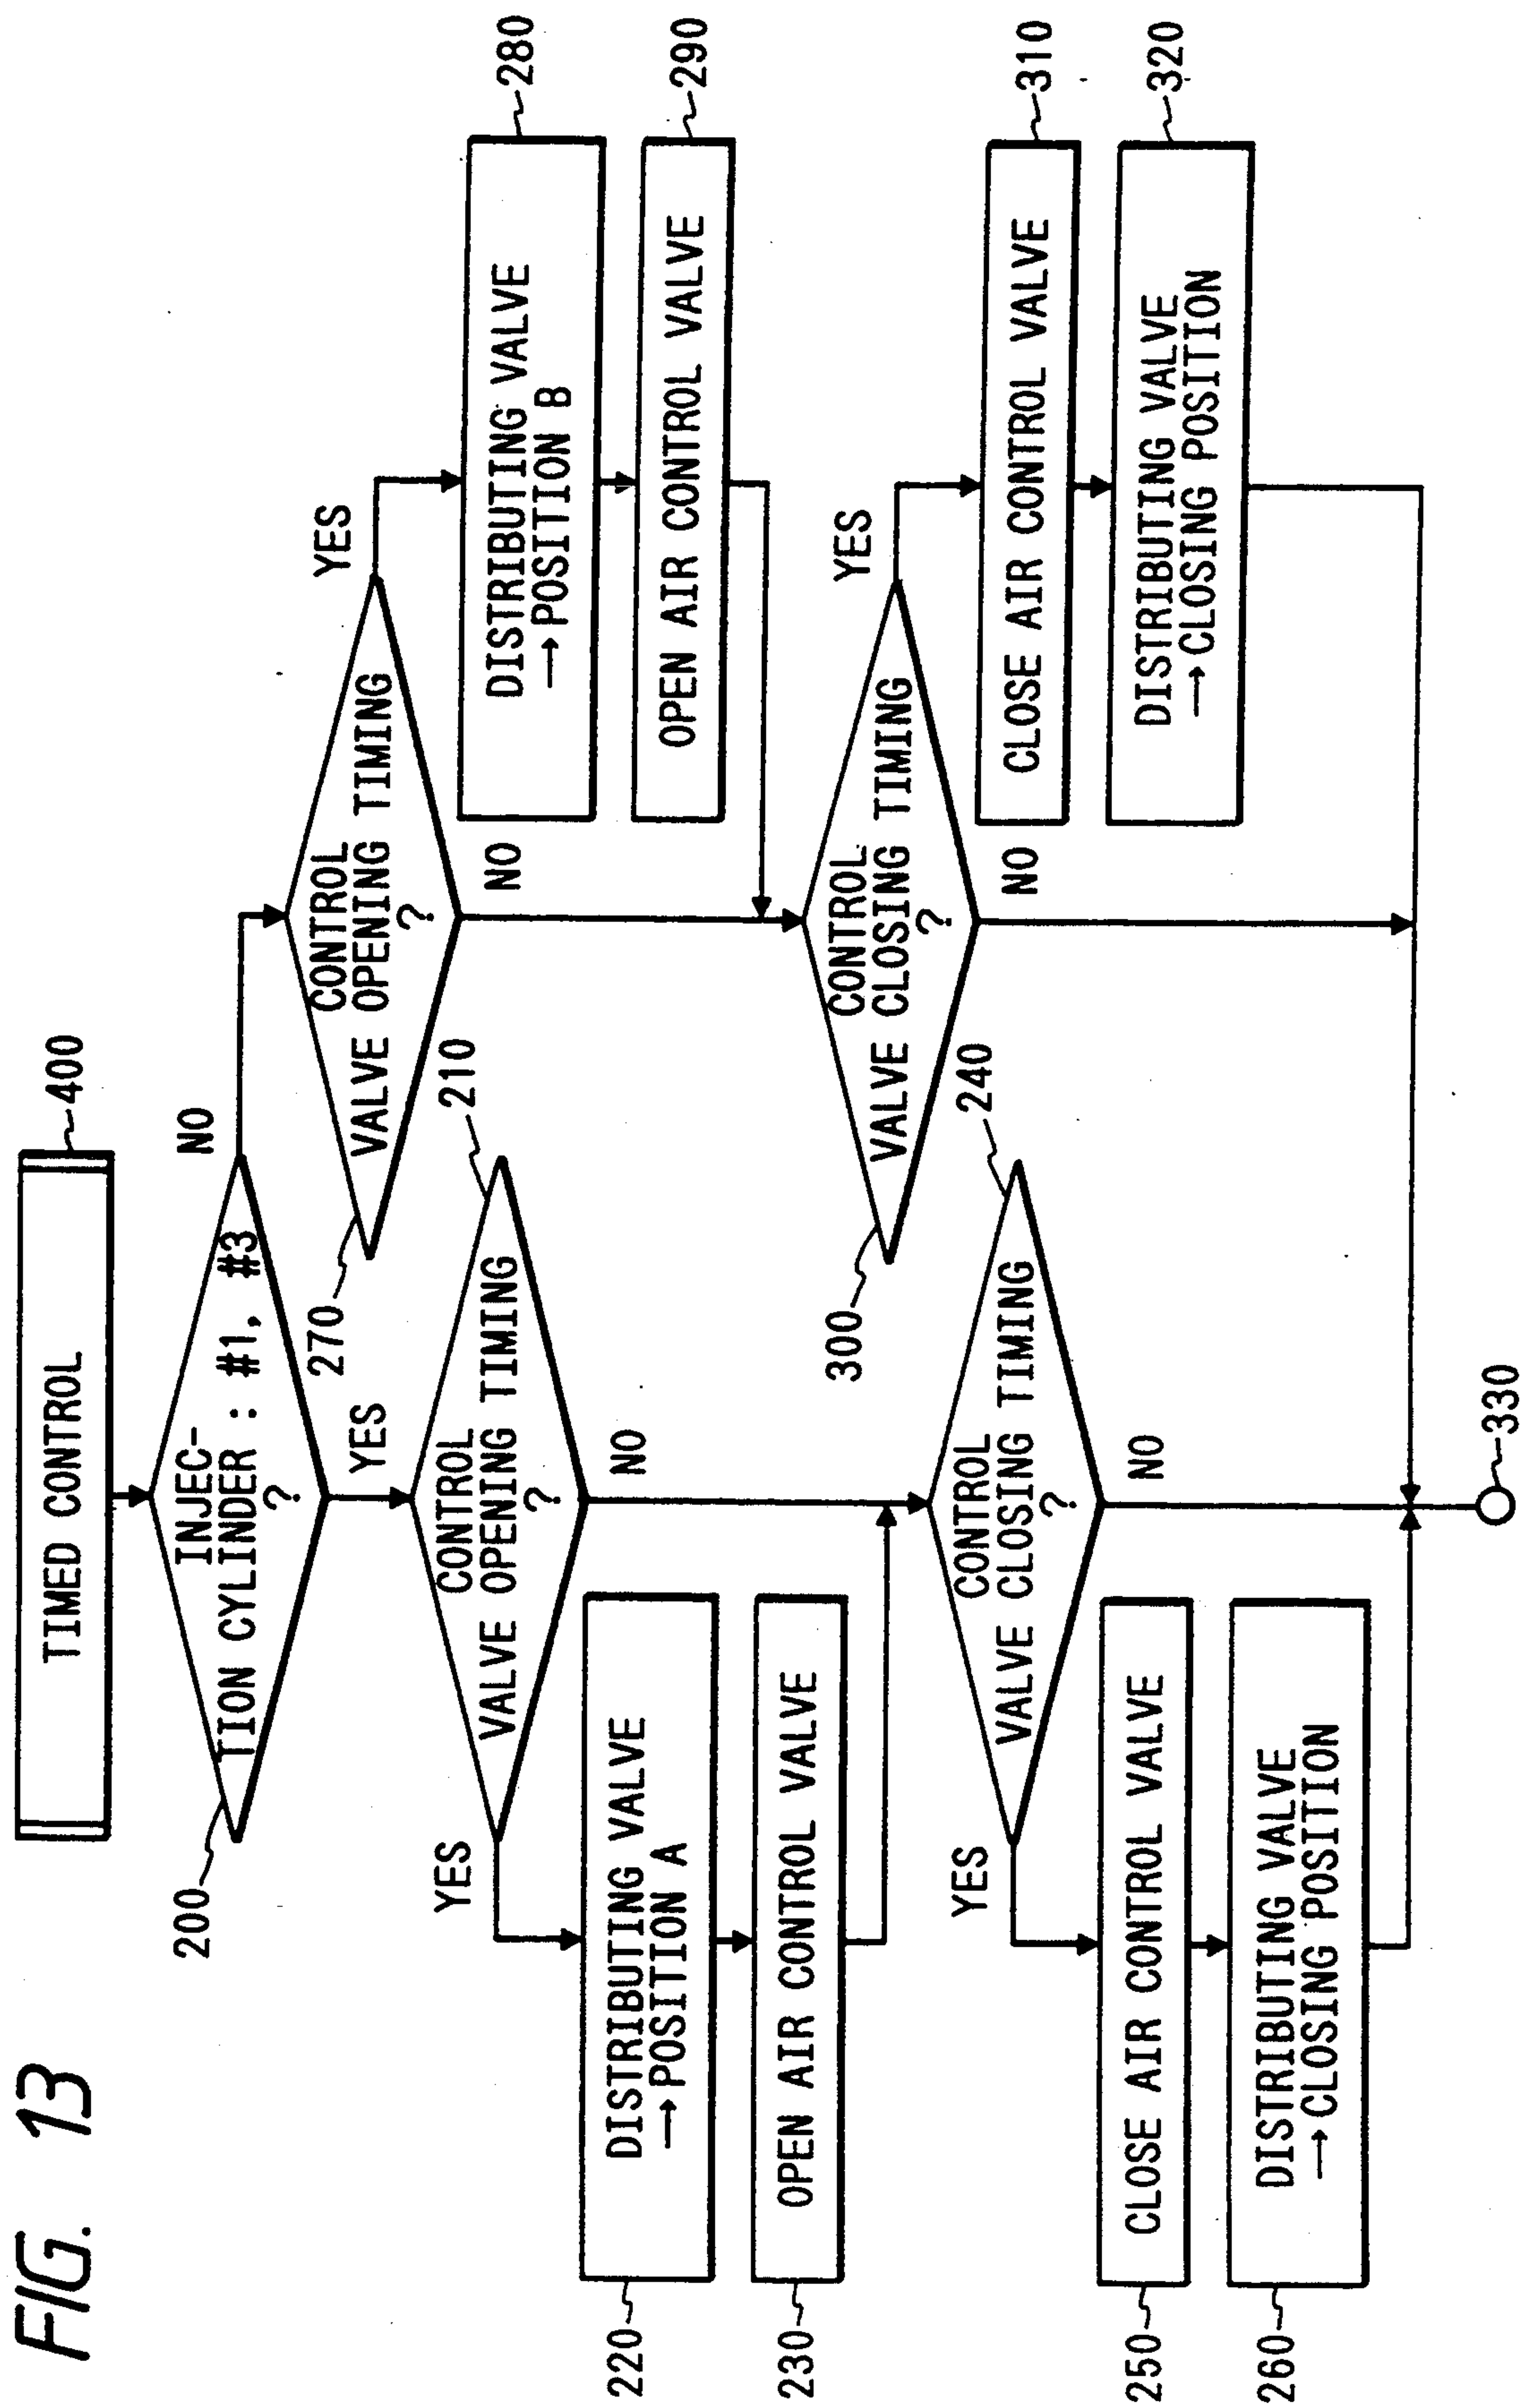 FIG. 13
TIMED CONTROL
400
200
INJEC-
TION CYLINDER : #1, #3
?
NO
YES
210
CONTROL
VALVE OPENING TIMING
?
YES
NO
220
DISTRIBUTING VALVE
→POSITION A
230
OPEN AIR CONTROL VALVE
240
CONTROL
VALVE CLOSING TIMING
?
YES
NO
250
CLOSE AIR CONTROL VALVE
260
DISTRIBUTING VALVE
→CLOSING POSITION
270
CONTROL
VALVE OPENING TIMING
?
YES
NO
280
DISTRIBUTING VALVE
→POSITION B
290
OPEN AIR CONTROL VALVE
300
CONTROL
VALVE CLOSING TIMING
?
YES
NO
310
CLOSE AIR CONTROL VALVE
320
DISTRIBUTING VALVE
→CLOSING POSITION
330